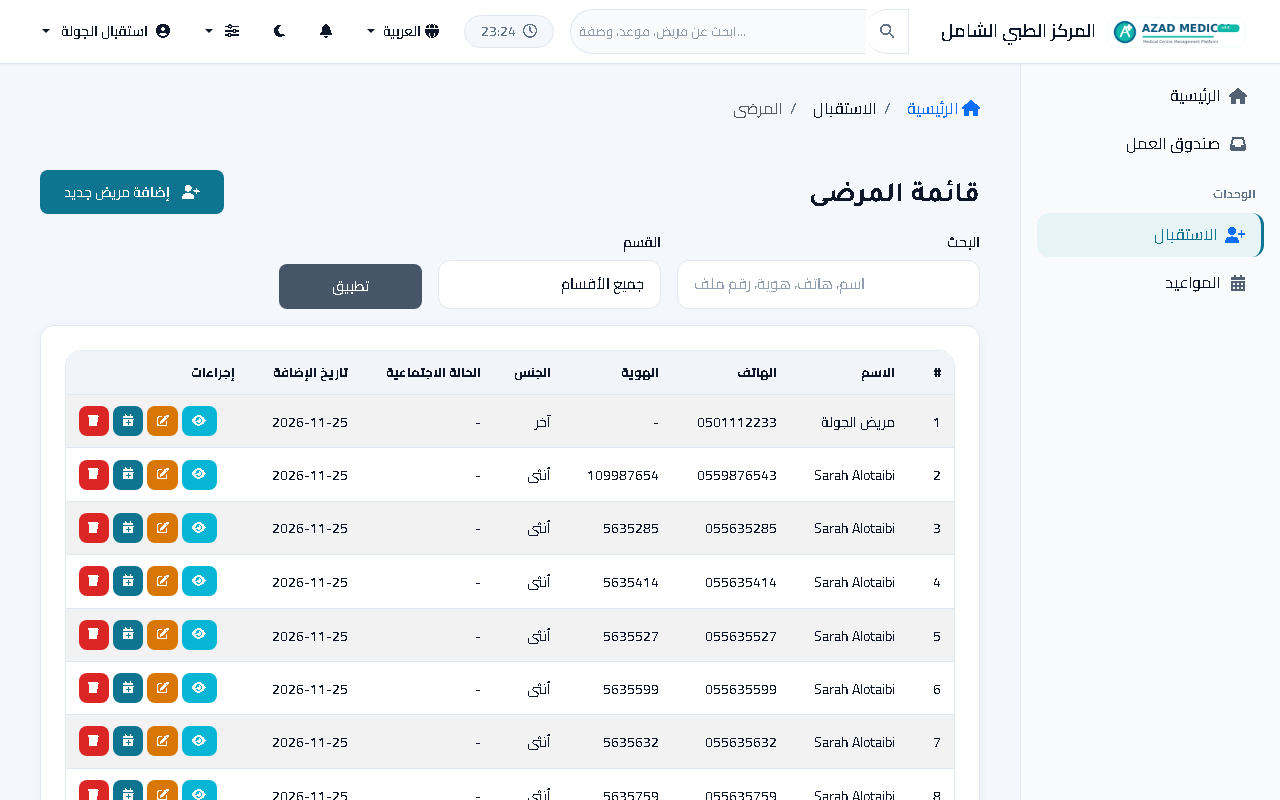 AZAD MEDIC
Medical Centre Management Platform
المركز الطبي الشامل
ابحث عن مريض، موعد، وصفة...
23:24
العربية
استقبال الجولة
الرئيسية
صندوق العمل
الوحدات
الاستقبال
المواعيد
الرئيسية / الاستقبال / المرضى
قائمة المرضى
إضافة مريض جديد
البحث
القسم
اسم، هاتف، هوية، رقم ملف
جميع الأقسام
تطبيق
# الاسم الهاتف الهوية الجنس الحالة الاجتماعية تاريخ الإضافة إجراءات
1 مريض الجولة 0501112233 - آخر - 2026-11-25
2 Sarah Alotaibi 0559876543 109987654 أنثى - 2026-11-25
3 Sarah Alotaibi 055635285 5635285 أنثى - 2026-11-25
4 Sarah Alotaibi 055635414 5635414 أنثى - 2026-11-25
5 Sarah Alotaibi 055635527 5635527 أنثى - 2026-11-25
6 Sarah Alotaibi 055635599 5635599 أنثى - 2026-11-25
7 Sarah Alotaibi 055635632 5635632 أنثى - 2026-11-25
8 Sarah Alotaibi 055635759 5635759 أنثى - 2026-11-25